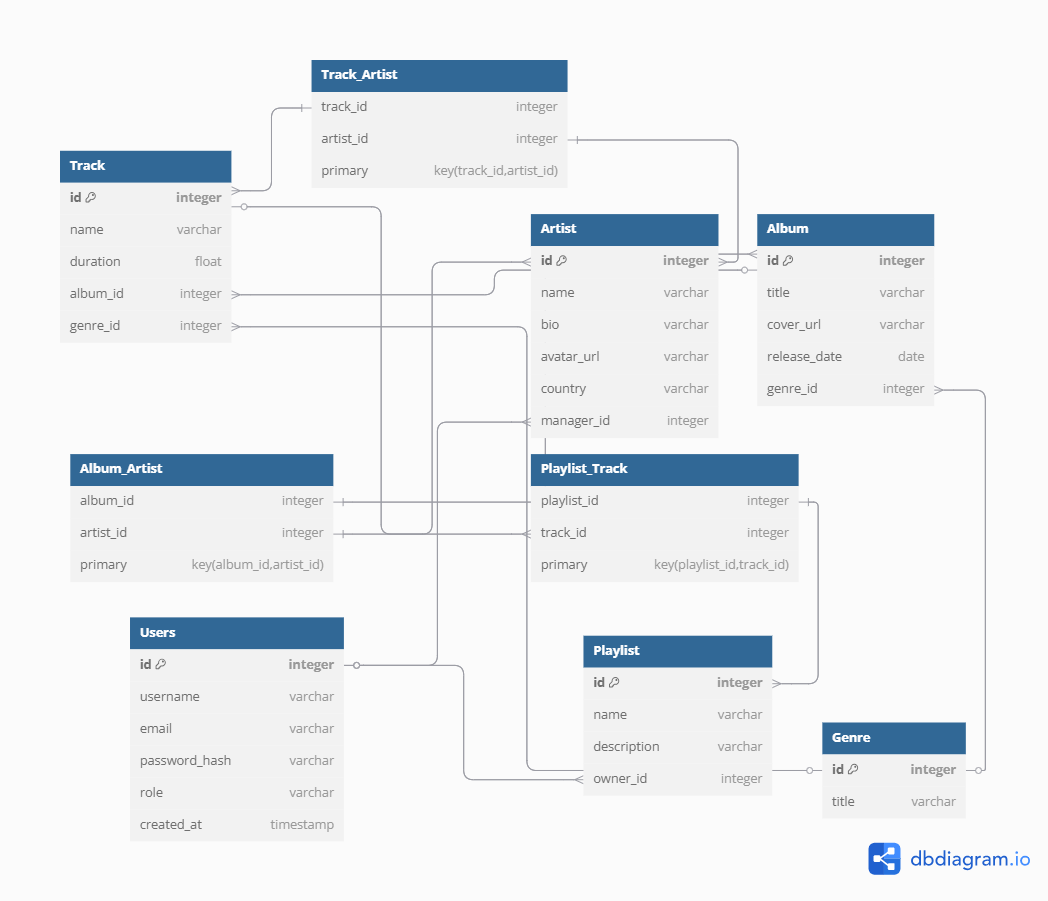 Track_Artist
track_id integer
artist_id integer
primary key(track_id,artist_id)
Track
id integer
name varchar
duration float
album_id integer
genre_id integer
Artist
id integer
name varchar
bio varchar
avatar_url varchar
country varchar
manager_id integer
Album
id integer
title varchar
cover_url varchar
release_date date
genre_id integer
Album_Artist
album_id integer
artist_id integer
primary key(album_id,artist_id)
Playlist_Track
playlist_id integer
track_id integer
primary key(playlist_id,track_id)
Users
id integer
username varchar
email varchar
password_hash varchar
role varchar
created_at timestamp
Playlist
id integer
name varchar
description varchar
owner_id integer
Genre
id integer
title varchar
dbdiagram.io